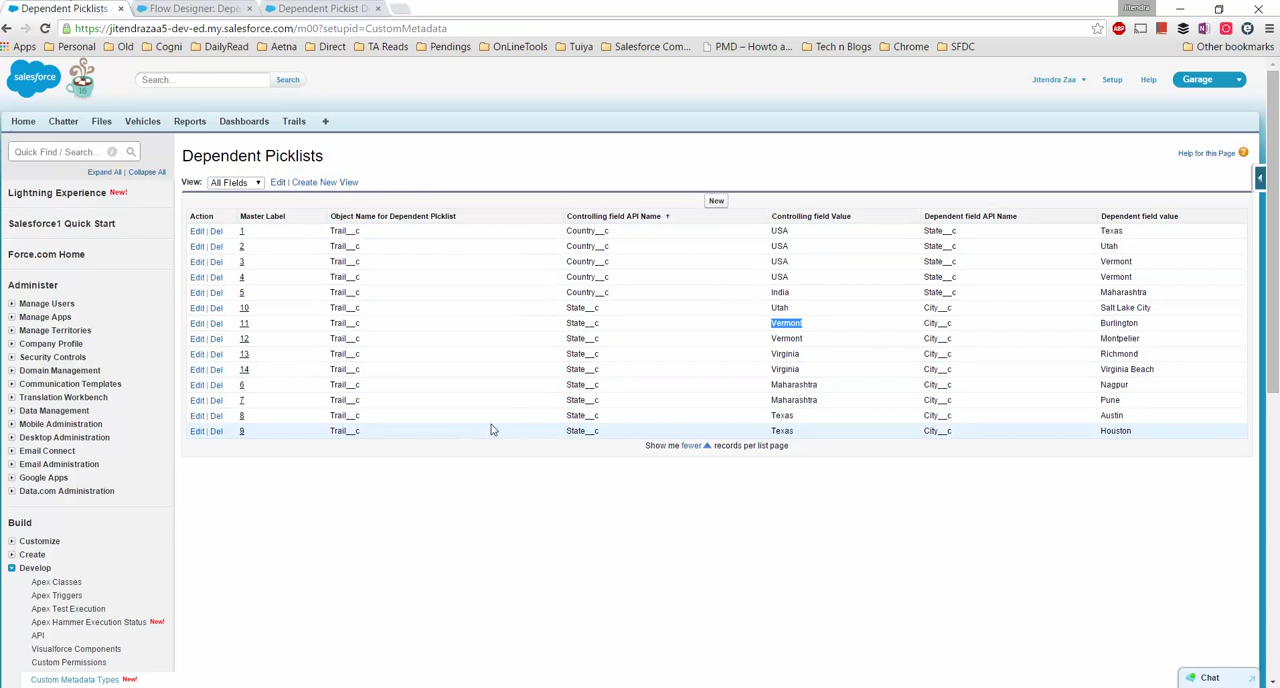 Dependent Picklists
Flow Designer: Depe
Dependent Pickist D
Jitendra
https://jitendrazaa5-dev-ed.my.salesforce.com/m00?setupid=CustomMetadata
ABP
Apps Personal Old Cogni DailyRead Aetna Direct TA Reads Pendings OnLineTools Tuiya Salesforce Com... PMD – Howto a... Tech n Blogs Chrome SFDC Other bookmarks
salesforce
16
Search...
Search
Jitendra Zaa
Setup
Help
Garage
Home Chatter Files Vehicles Reports Dashboards Trails +
Quick Find / Search...
Expand All | Collapse All
Lightning Experience New!
Salesforce1 Quick Start
Force.com Home
Administer
Manage Users
Manage Apps
Manage Territories
Company Profile
Security Controls
Domain Management
Communication Templates
Translation Workbench
Data Management
Mobile Administration
Desktop Administration
Email Connect
Email Administration
Google Apps
Data.com Administration
Build
Customize
Create
Develop
Apex Classes
Apex Triggers
Apex Test Execution
Apex Hammer Execution Status New!
API
Visualforce Components
Custom Permissions
Custom Metadata Types New!
Dependent Picklists
Help for this Page ?
View: All Fields Edit | Create New View
New
Action Master Label Object Name for Dependent Picklist Controlling field API Name ↑ Controlling field Value Dependent field API Name Dependent field value
Edit | Del 1 Trail__c Country__c USA State__c Texas
Edit | Del 2 Trail__c Country__c USA State__c Utah
Edit | Del 3 Trail__c Country__c USA State__c Vermont
Edit | Del 4 Trail__c Country__c USA State__c Vermont
Edit | Del 5 Trail__c Country__c India State__c Maharashtra
Edit | Del 10 Trail__c State__c Utah City__c Salt Lake City
Edit | Del 11 Trail__c State__c Vermont City__c Burlington
Edit | Del 12 Trail__c State__c Vermont City__c Montpelier
Edit | Del 13 Trail__c State__c Virginia City__c Richmond
Edit | Del 14 Trail__c State__c Virginia City__c Virginia Beach
Edit | Del 6 Trail__c State__c Maharashtra City__c Nagpur
Edit | Del 7 Trail__c State__c Maharashtra City__c Pune
Edit | Del 8 Trail__c State__c Texas City__c Austin
Edit | Del 9 Trail__c State__c Texas City__c Houston
Show me fewer records per list page
Chat